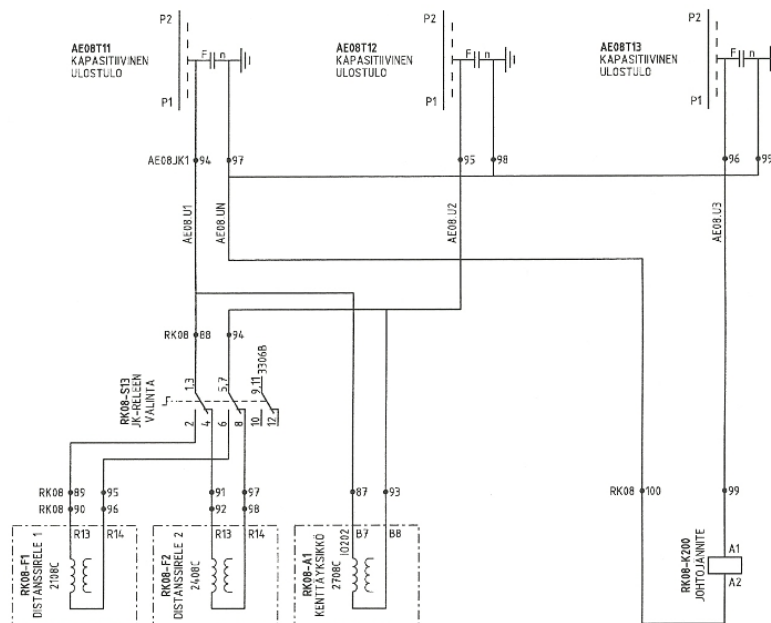 P2
AE08T11
KAPASITIIVINEN
ULOSTULO
F
n
P1
P2
AE08T12
KAPASITIIVINEN
ULOSTULO
F
n
P1
P2
AE08T13
KAPASITIIVINEN
ULOSTULO
F
n
P1
AE08JK1
94
97
95
98
96
99
AE08.U1
AE08.UN
AE08.U2
AE08.U3
RK08
88
94
RK08-S13
JK-RELEEN
VALINTA
1,3
5,7
9,11
3306B
2
4
6
8
10
12
RK08
89
95
91
97
87
93
RK08
100
99
RK08
90
96
92
98
RK08-F1
DISTANSSIRELE 1
2108C
R13
R14
RK08-F2
DISTANSSIRELE 2
2408C
R13
R14
RK08-A1
KENTTÄYKSIKKÖ
2708C
IO202
B7
B8
RK08-K200
JOHTOJÄNNITE
A1
A2